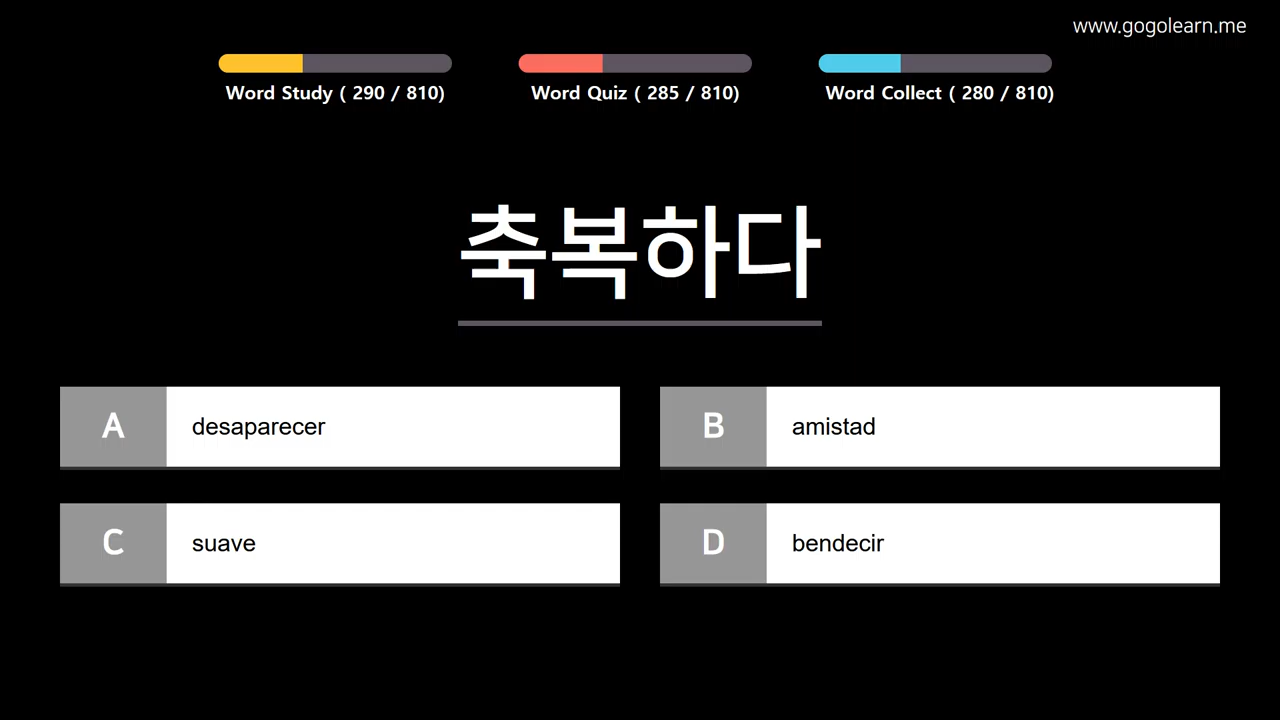 www.gogolearn.me
Word Study ( 290 / 810)
Word Quiz ( 285 / 810)
Word Collect ( 280 / 810)
축복하다
A desaparecer
B amistad
C suave
D bendecir